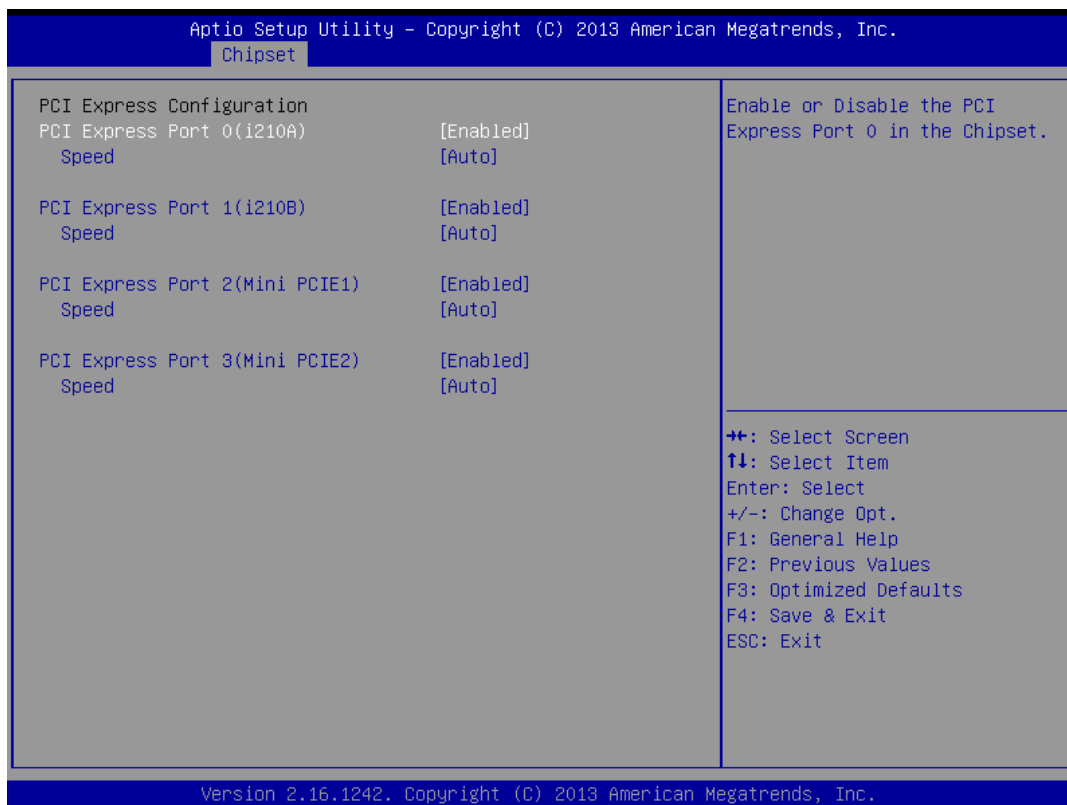 Aptio Setup Utility – Copyright (C) 2013 American Megatrends, Inc.
Chipset
PCI Express Configuration
PCI Express Port 0(i210A) [Enabled]
Speed [Auto]
PCI Express Port 1(i210B) [Enabled]
Speed [Auto]
PCI Express Port 2(Mini PCIE1) [Enabled]
Speed [Auto]
PCI Express Port 3(Mini PCIE2) [Enabled]
Speed [Auto]
Enable or Disable the PCI
Express Port 0 in the Chipset.
→←: Select Screen
↑↓: Select Item
Enter: Select
+/-: Change Opt.
F1: General Help
F2: Previous Values
F3: Optimized Defaults
F4: Save & Exit
ESC: Exit
Version 2.16.1242. Copyright (C) 2013 American Megatrends, Inc.